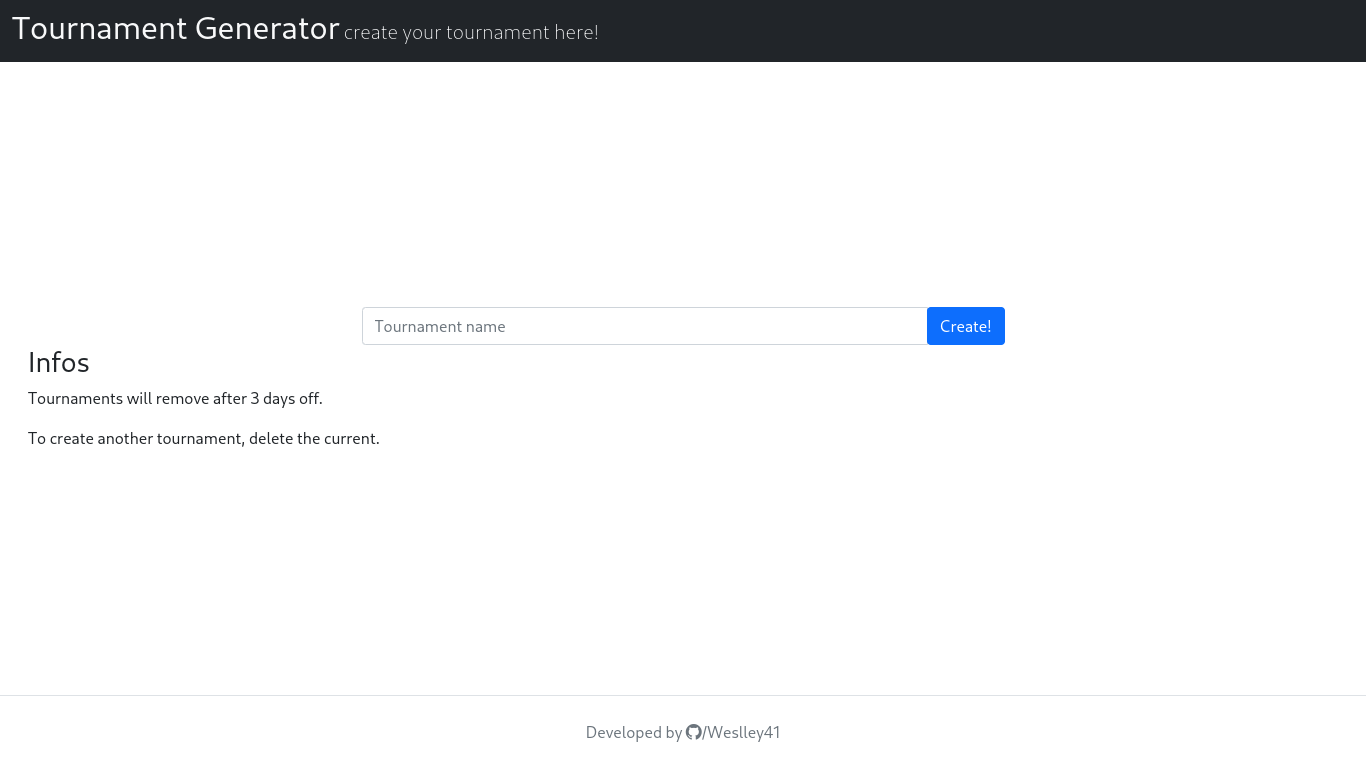 Tournament Generator create your tournament here!
Tournament name
Create!
Infos
Tournaments will remove after 3 days off.
To create another tournament, delete the current.
Developed by /Weslley41